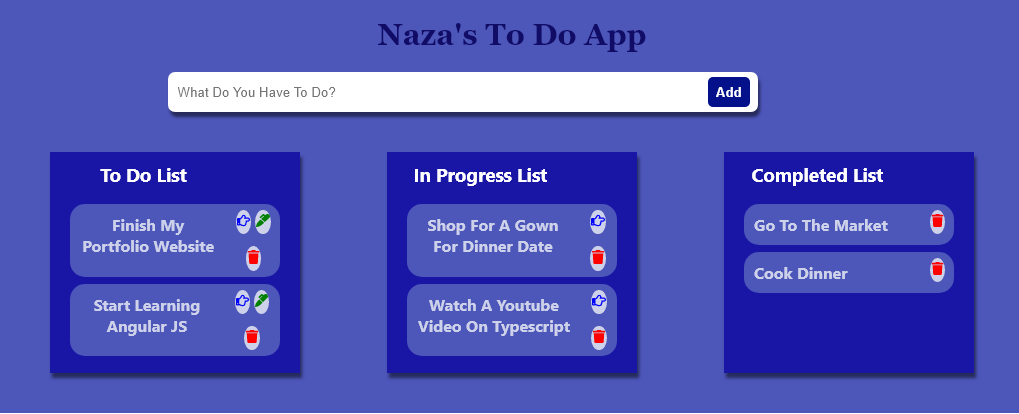 Naza's To Do App
What Do You Have To Do?
Add
To Do List
Finish My
Portfolio Website
Start Learning
Angular JS
In Progress List
Shop For A Gown
For Dinner Date
Watch A Youtube
Video On Typescript
Completed List
Go To The Market
Cook Dinner